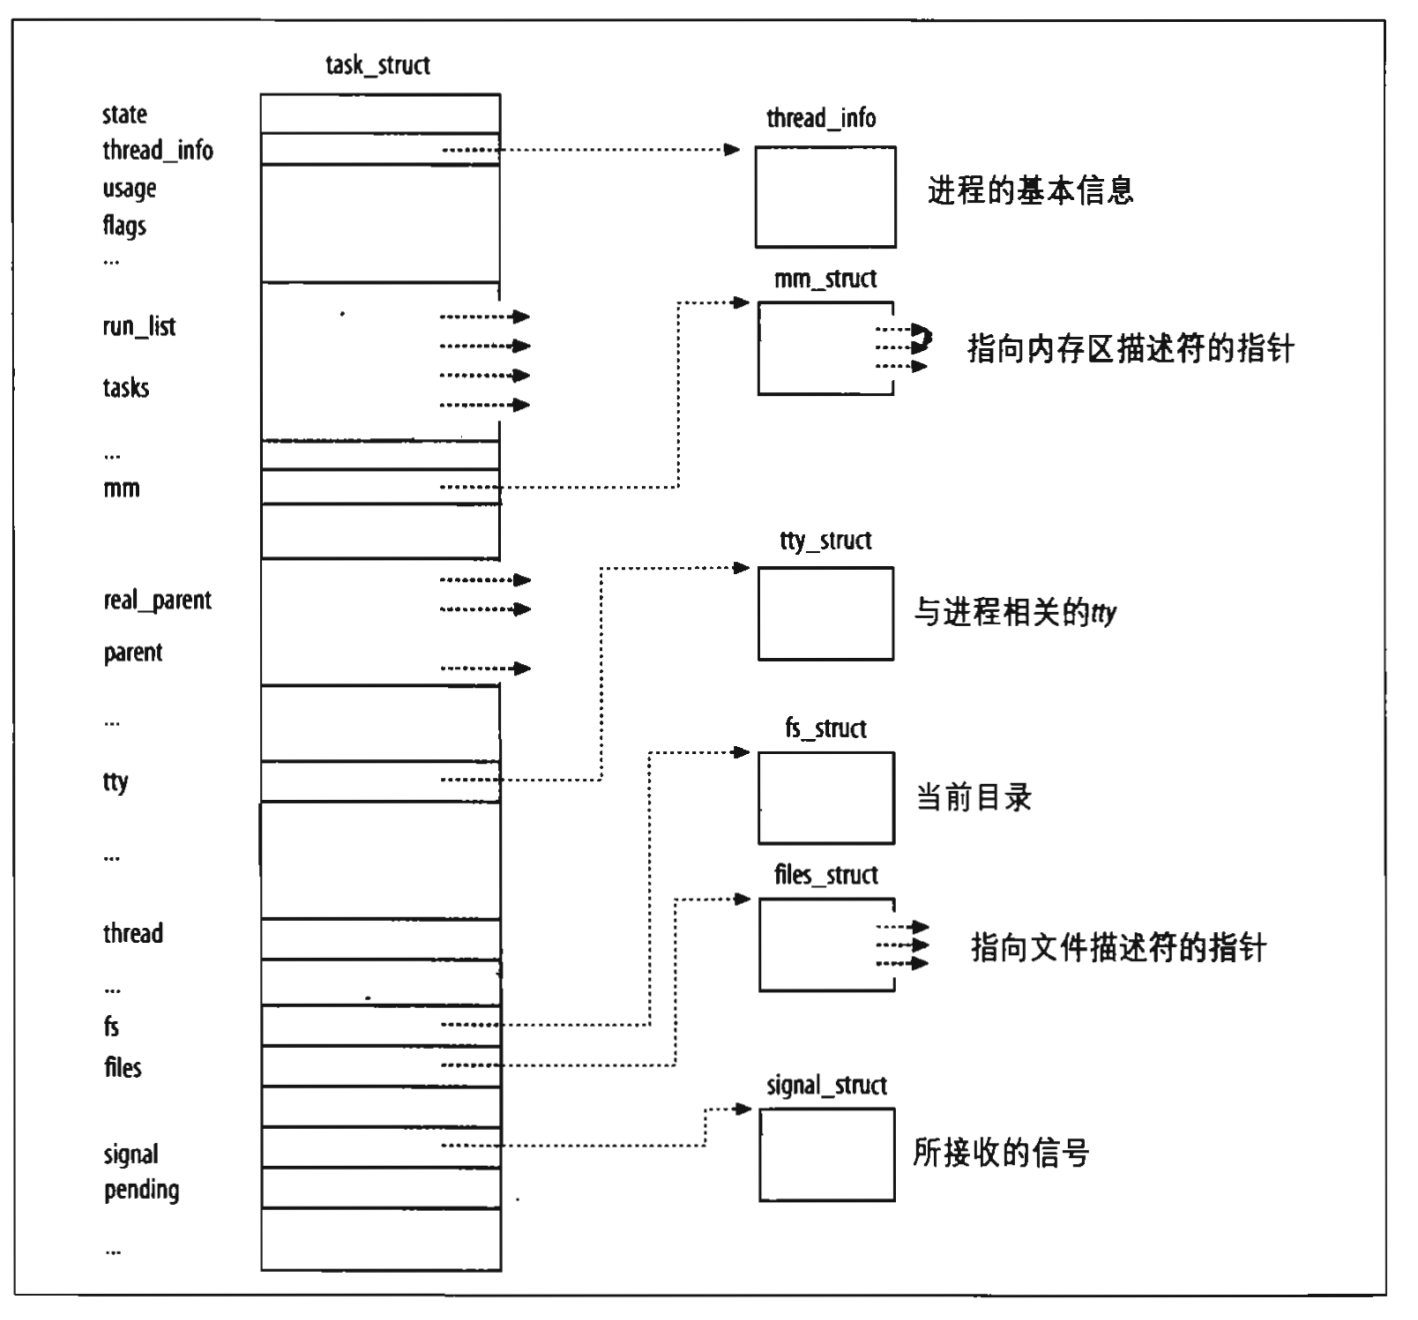 task_struct
state
thread_info
usage
flags
...
run_list
tasks
...
mm
real_parent
parent
...
tty
...
thread
...
fs
files
signal
pending
...
thread_info
进程的基本信息
mm_struct
指向内存区描述符的指针
tty_struct
与进程相关的tty
fs_struct
当前目录
files_struct
指向文件描述符的指针
signal_struct
所接收的信号